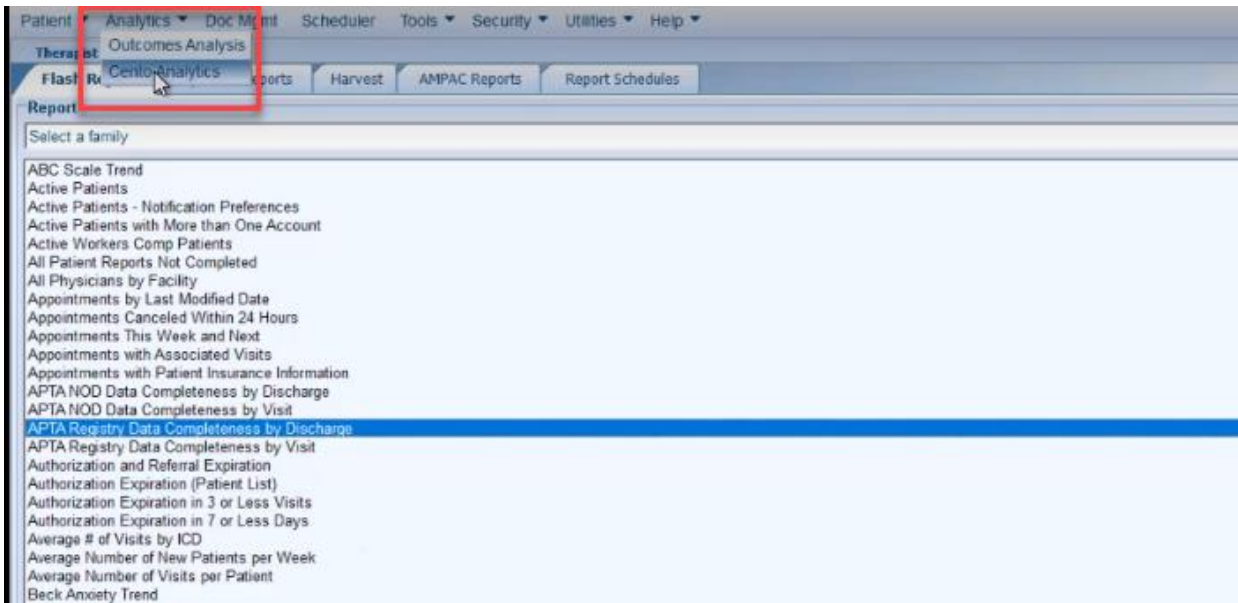 Patient Analytics Doc Mgmt Scheduler Tools Security Utilities Help
Outcomes Analysis
Therapist
Cento Analytics
Flash Re ports Harvest AMPAC Reports Report Schedules
Report
Select a family
ABC Scale Trend
Active Patients
Active Patients - Notification Preferences
Active Patients with More than One Account
Active Workers Comp Patients
All Patient Reports Not Completed
All Physicians by Facility
Appointments by Last Modified Date
Appointments Canceled Within 24 Hours
Appointments This Week and Next
Appointments with Associated Visits
Appointments with Patient Insurance Information
APTA NOD Data Completeness by Discharge
APTA NOD Data Completeness by Visit
APTA Registry Data Completeness by Discharge
APTA Registry Data Completeness by Visit
Authorization and Referral Expiration
Authorization Expiration (Patient List)
Authorization Expiration in 3 or Less Visits
Authorization Expiration in 7 or Less Days
Average # of Visits by ICD
Average Number of New Patients per Week
Average Number of Visits per Patient
Beck Anxiety Trend